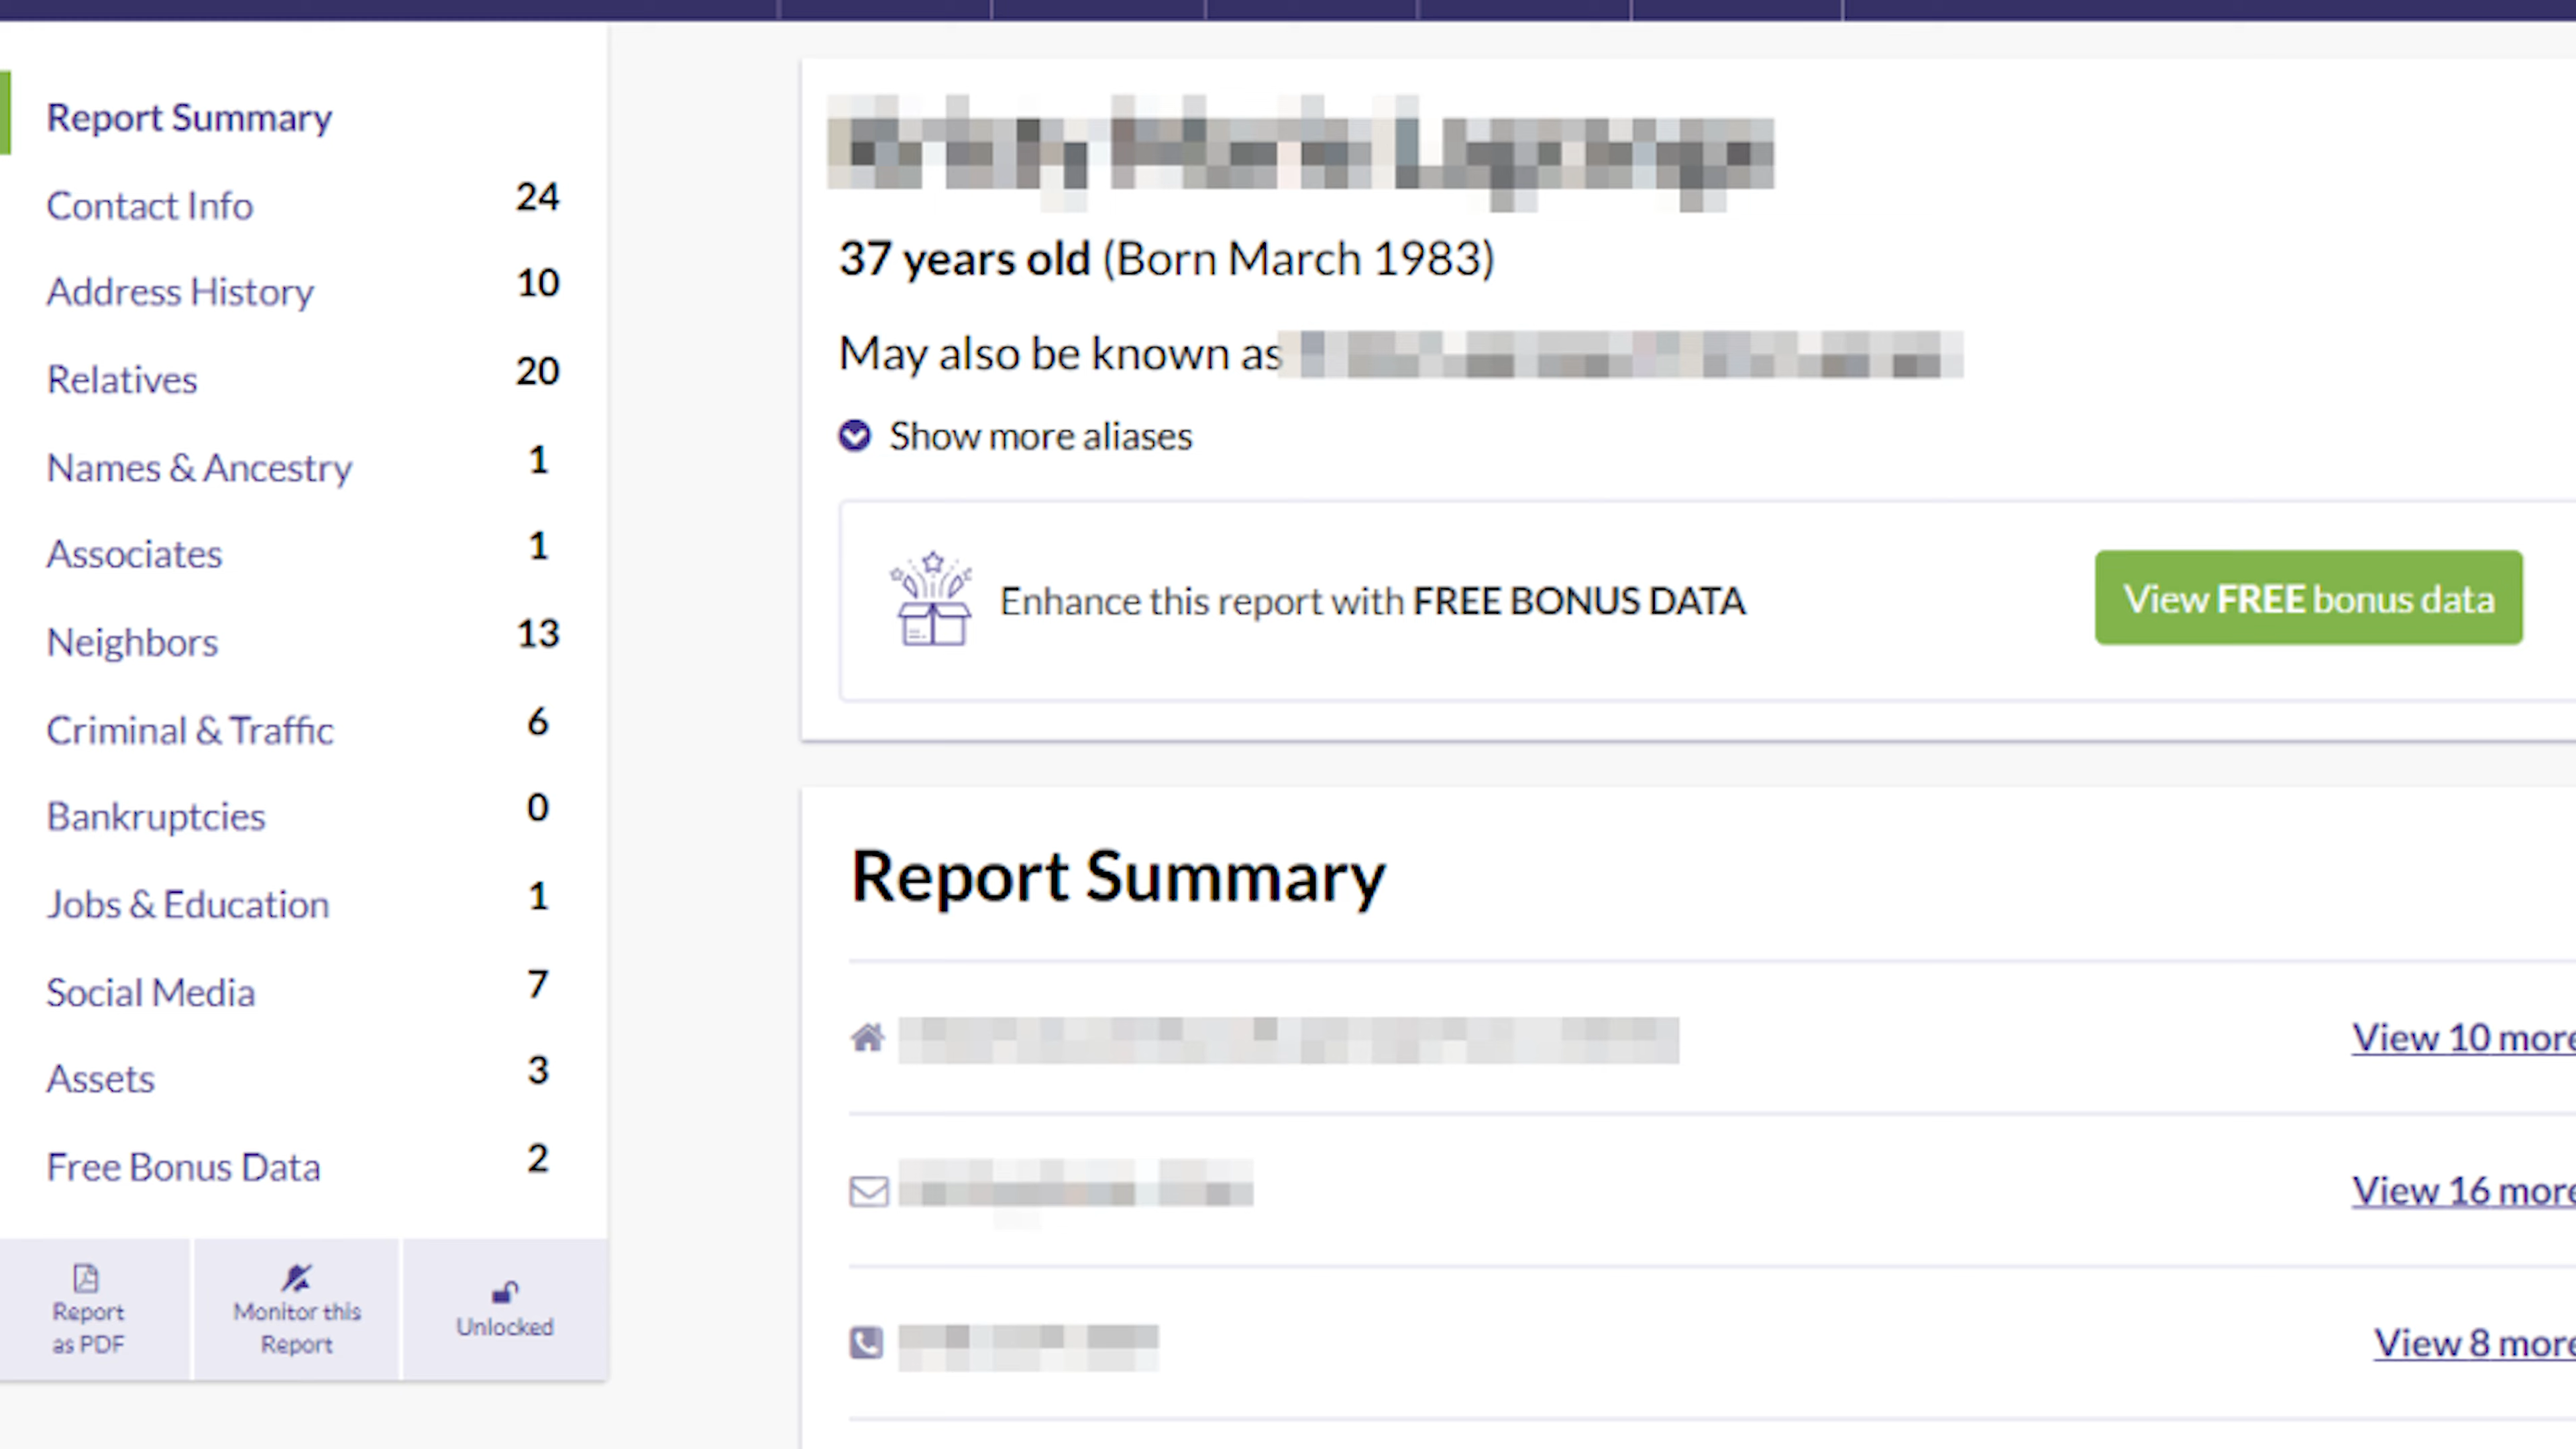 Report Summary
Contact Info 24
Address History 10
Relatives 20
Names & Ancestry 1
Associates 1
Neighbors 13
Criminal & Traffic 6
Bankruptcies 0
Jobs & Education 1
Social Media 7
Assets 3
Free Bonus Data 2
Report
as PDF
Monitor this
Report
Unlocked
37 years old (Born March 1983)
May also be known as
Show more aliases
Enhance this report with FREE BONUS DATA
View FREE bonus data
Report Summary
View 10 more
View 16 more
View 8 more